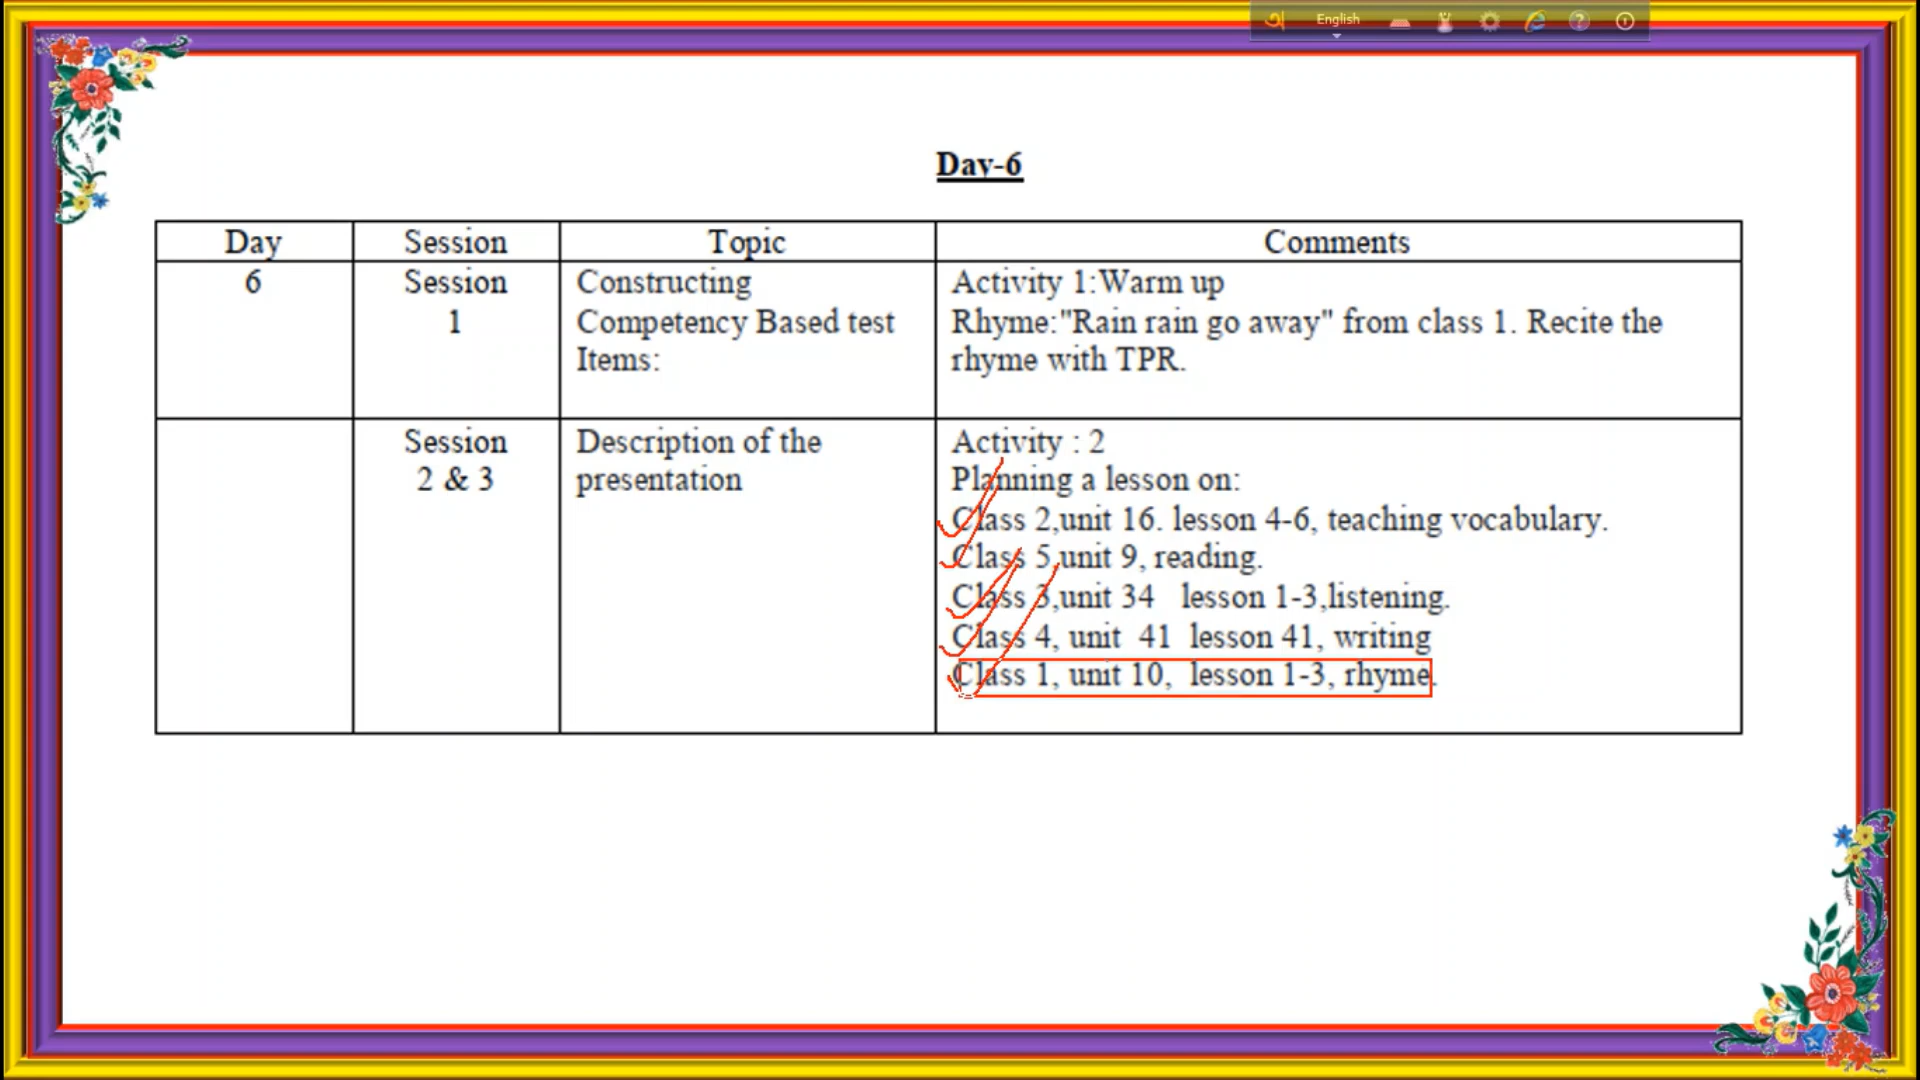 English
Day-6
Day Session Topic Comments
6 Session 1 Constructing Competency Based test Items:
Activity 1:Warm up
Rhyme:"Rain rain go away" from class 1. Recite the
rhyme with TPR.
Session 2 & 3 Description of the presentation
Activity : 2
Planning a lesson on:
Class 2,unit 16. lesson 4-6, teaching vocabulary.
Class 5,unit 9, reading.
Class 3,unit 34 lesson 1-3,listening.
Class 4, unit 41 lesson 41, writing
Class 1, unit 10, lesson 1-3, rhyme.